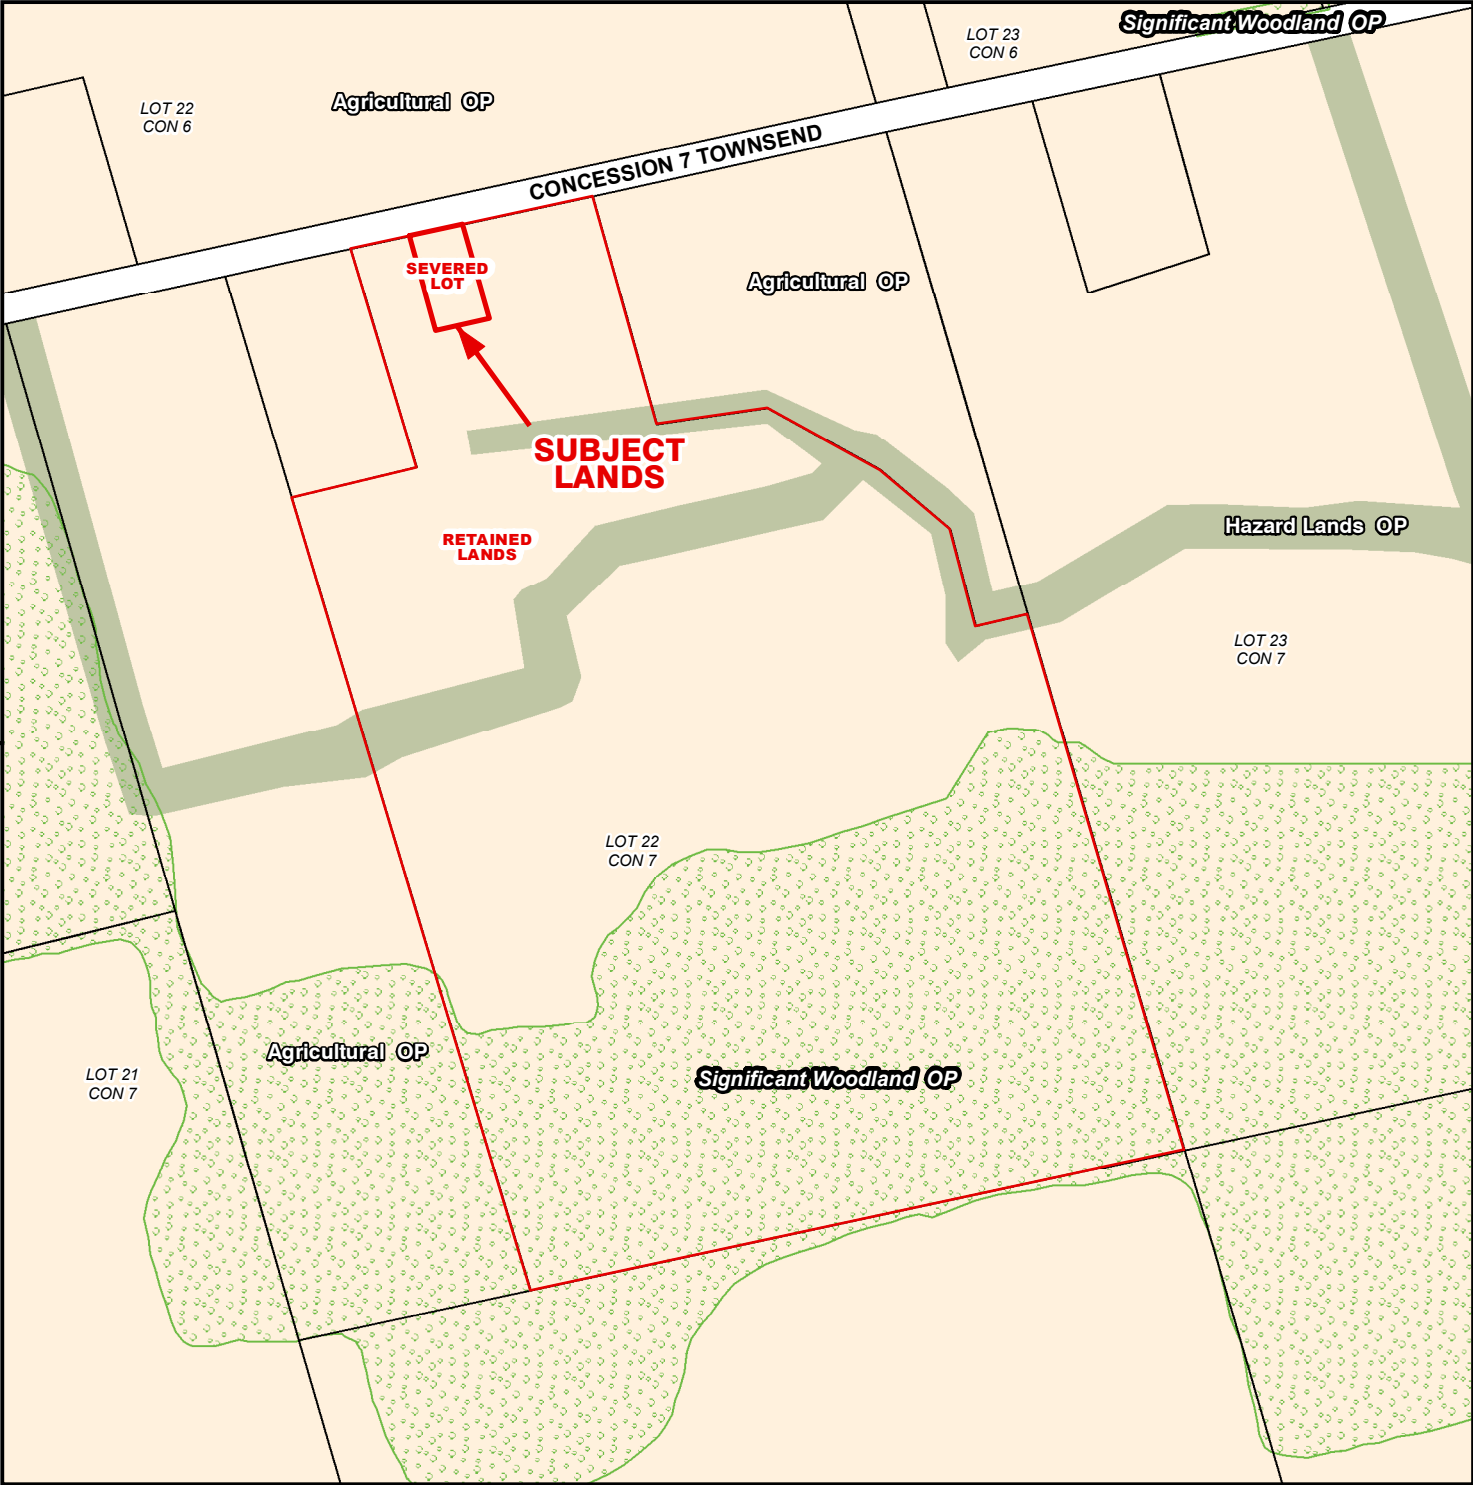 Significant Woodland OP
LOT 23
CON 6
LOT 22
CON 6
Agricultural OP
CONCESSION 7 TOWNSEND
SEVERED
LOT
Agricultural OP
SUBJECT
LANDS
RETAINED
LANDS
Hazard Lands OP
LOT 23
CON 7
LOT 22
CON 7
Agricultural OP
LOT 21
CON 7
Significant Woodland OP